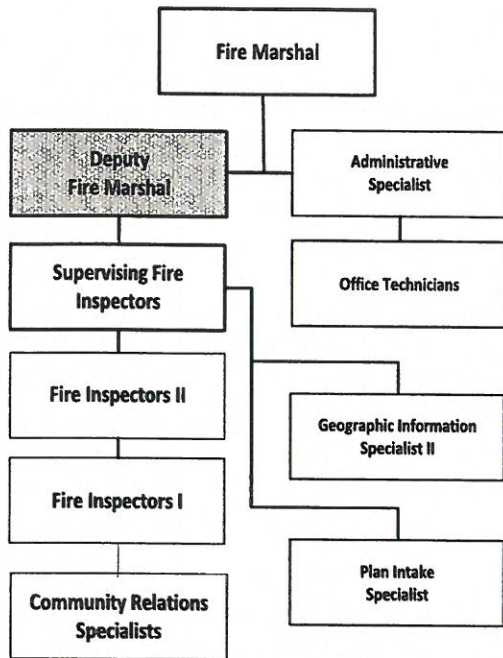 Fire Marshal
Deputy
Fire Marshal
Administrative
Specialist
Supervising Fire
Inspectors
Office Technicians
Fire Inspectors II
Geographic Information
Specialist II
Fire Inspectors I
Plan Intake
Specialist
Community Relations
Specialists